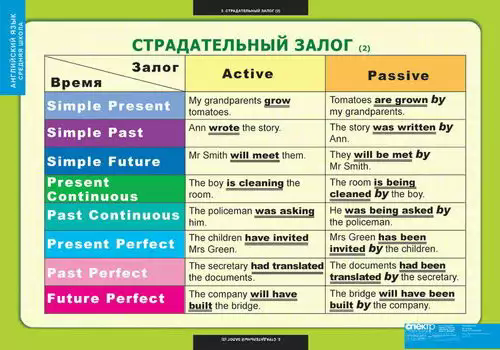 2. СТРАДАТЕЛЬНЫЙ ЗАЛОГ (2)
АНГЛИЙСКИЙ ЯЗЫК
СРЕДНЯЯ ШКОЛА
СТРАДАТЕЛЬНЫЙ ЗАЛОГ (2)
Залог
Время
Active
Passive
Simple Present
My grandparents grow
tomatoes.
Tomatoes are grown by
my grandparents.
Simple Past
Ann wrote the story.
The story was written by
Ann.
Simple Future
Mr Smith will meet them.
They will be met by
Mr Smith.
Present
Continuous
The boy is cleaning the
room.
The room is being
cleaned by the boy.
Past Continuous
The policeman was asking
him.
He was being asked by
the policeman.
Present Perfect
The children have invited
Mrs Green.
Mrs Green has been
invited by the children.
Past Perfect
The secretary had translated
the documents.
The documents had been
translated by the secretary.
Future Perfect
The company will have
built the bridge.
The bridge will have been
built by the company.
2. СТРАДАТЕЛЬНЫЙ ЗАЛОГ (2)
спектр